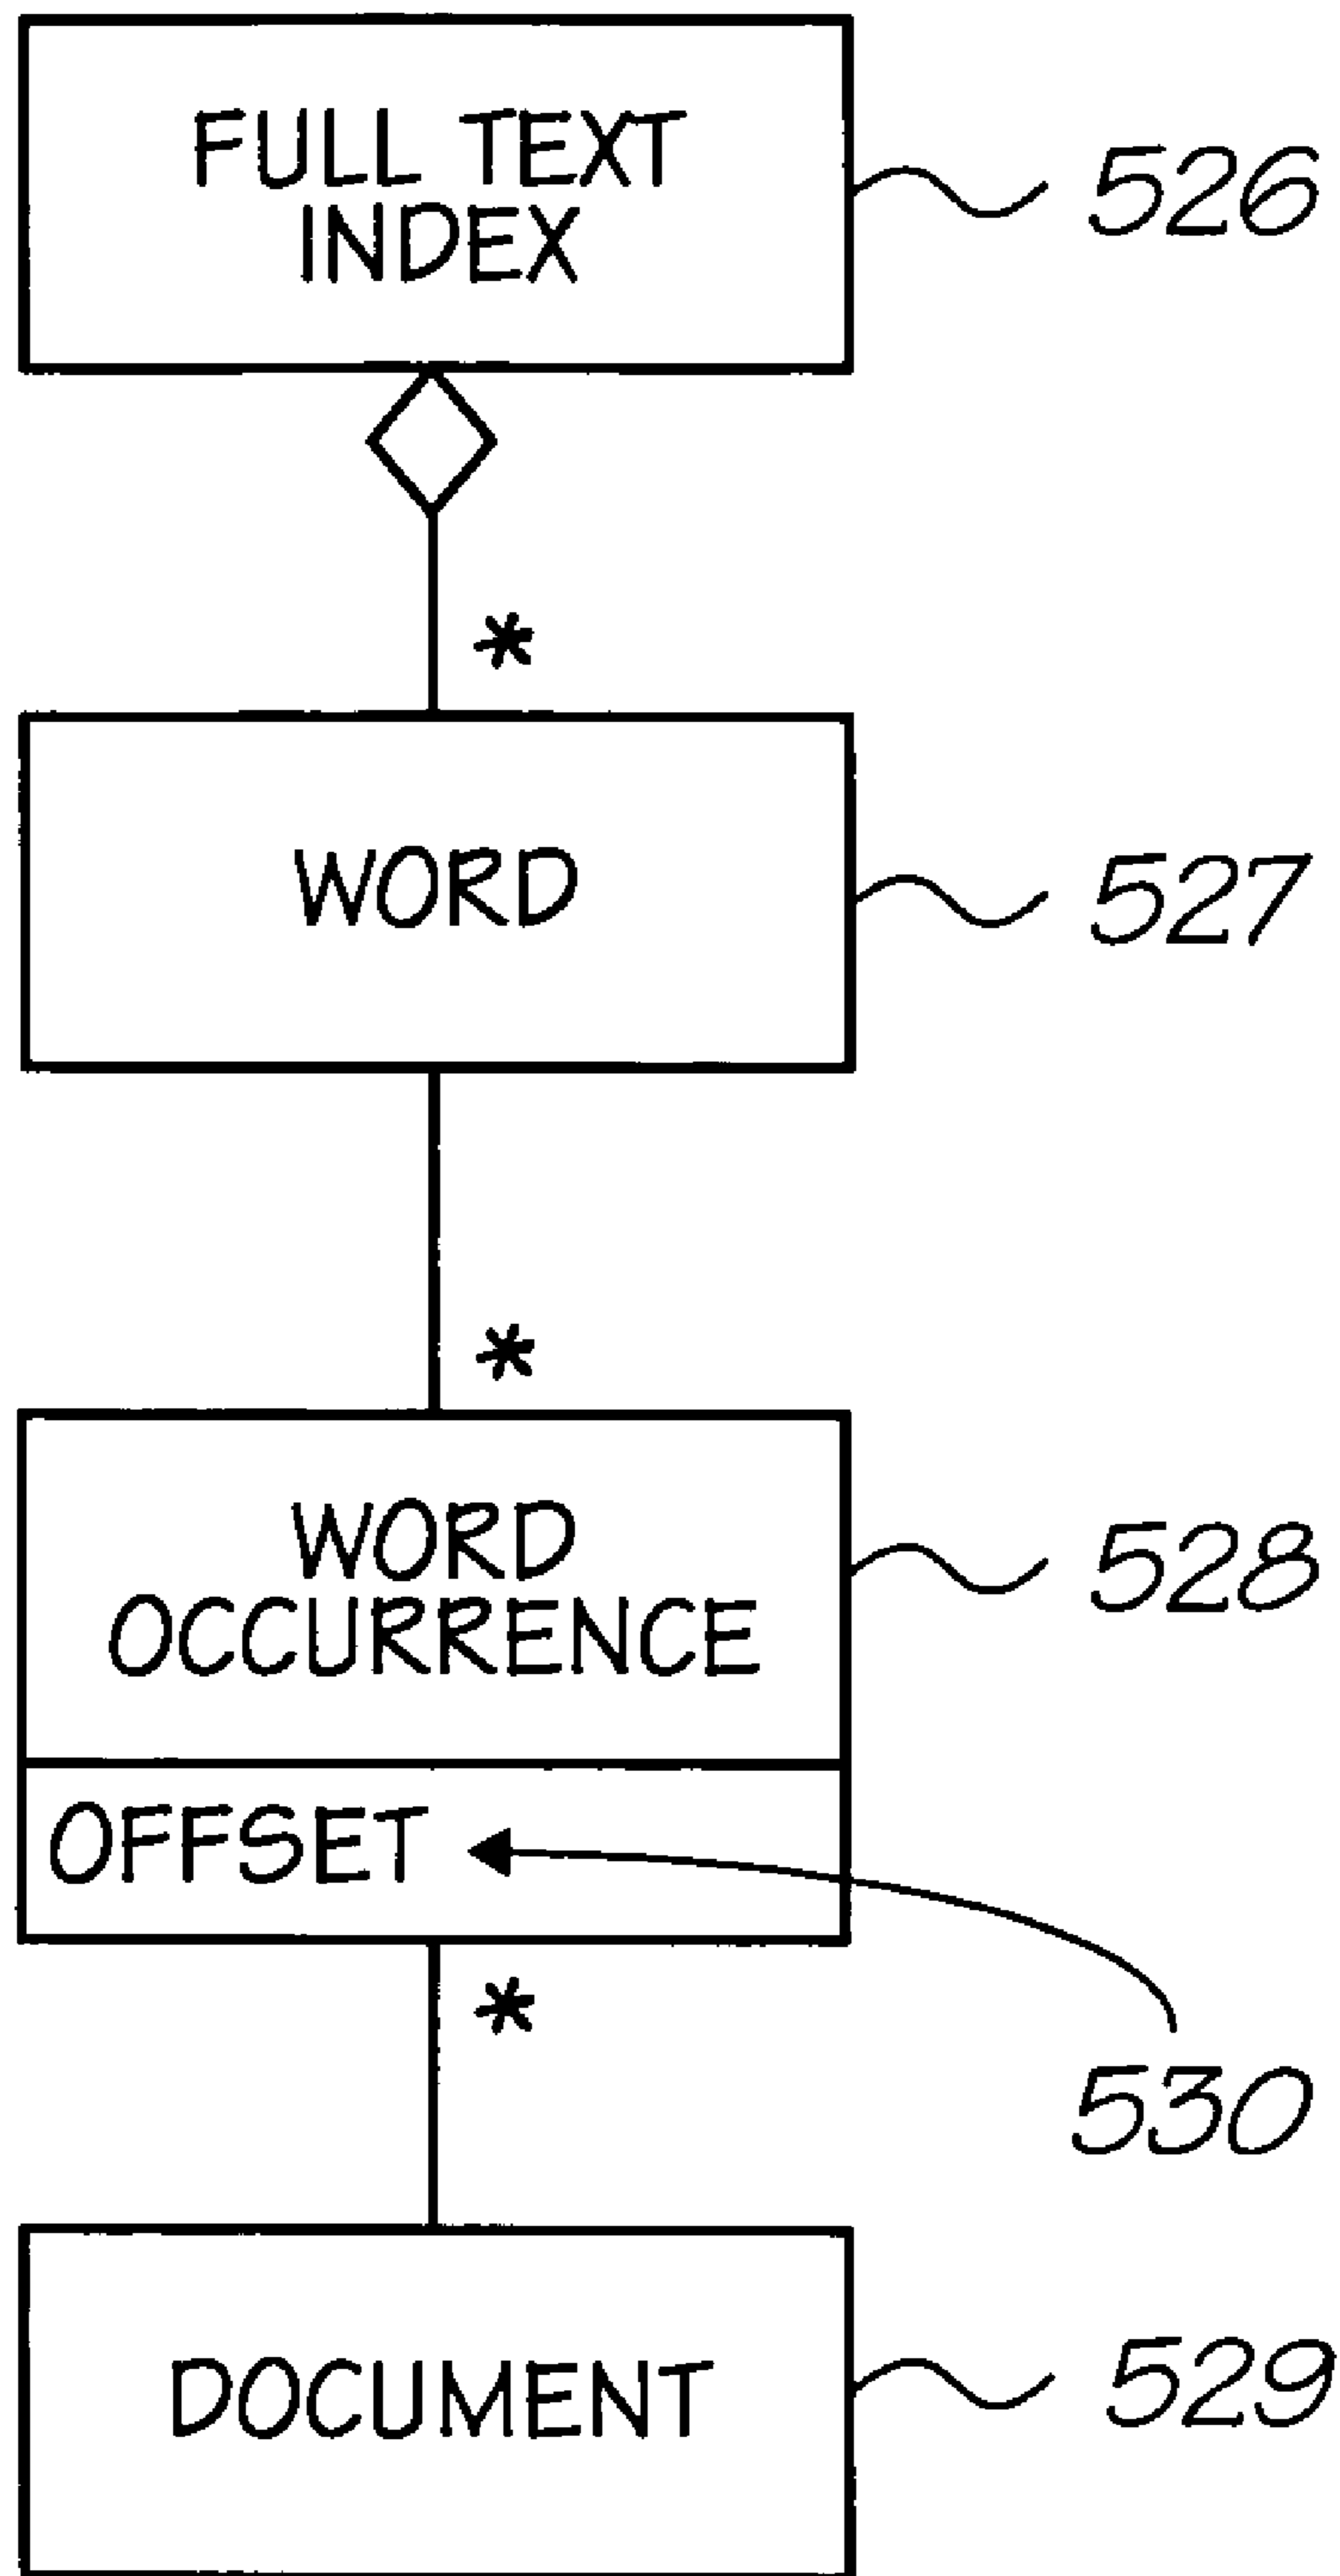 FULL TEXT
INDEX
526
*
WORD
527
*
WORD
OCCURRENCE
528
OFFSET
*
530
DOCUMENT
529